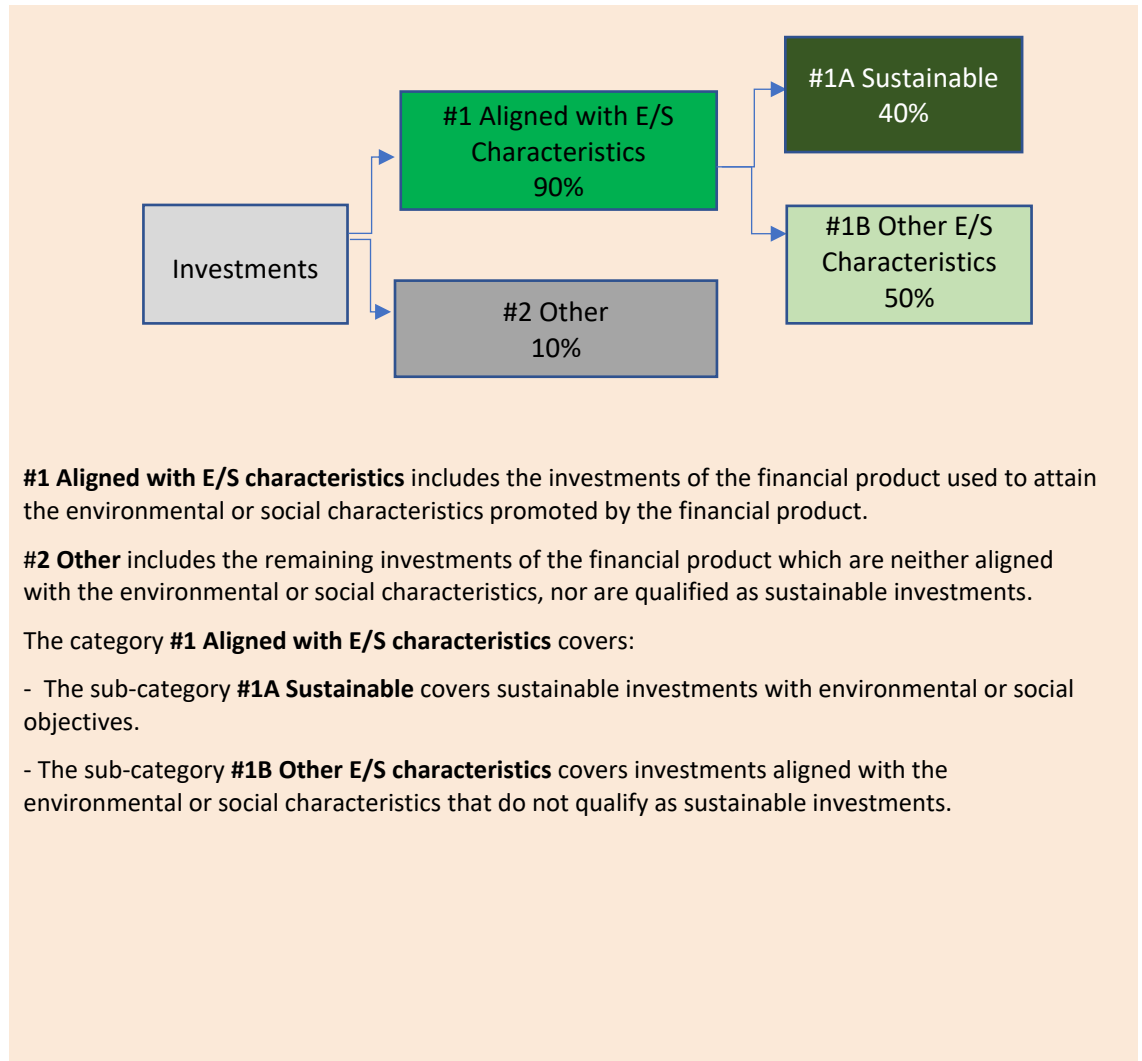 #1A Sustainable
40%
#1 Aligned with E/S
Characteristics
90%
#1B Other E/S
Characteristics
50%
Investments
#2 Other
10%
#1 Aligned with E/S characteristics includes the investments of the financial product used to attain
the environmental or social characteristics promoted by the financial product.
#2 Other includes the remaining investments of the financial product which are neither aligned
with the environmental or social characteristics, nor are qualified as sustainable investments.
The category #1 Aligned with E/S characteristics covers:
- The sub-category #1A Sustainable covers sustainable investments with environmental or social
objectives.
- The sub-category #1B Other E/S characteristics covers investments aligned with the
environmental or social characteristics that do not qualify as sustainable investments.